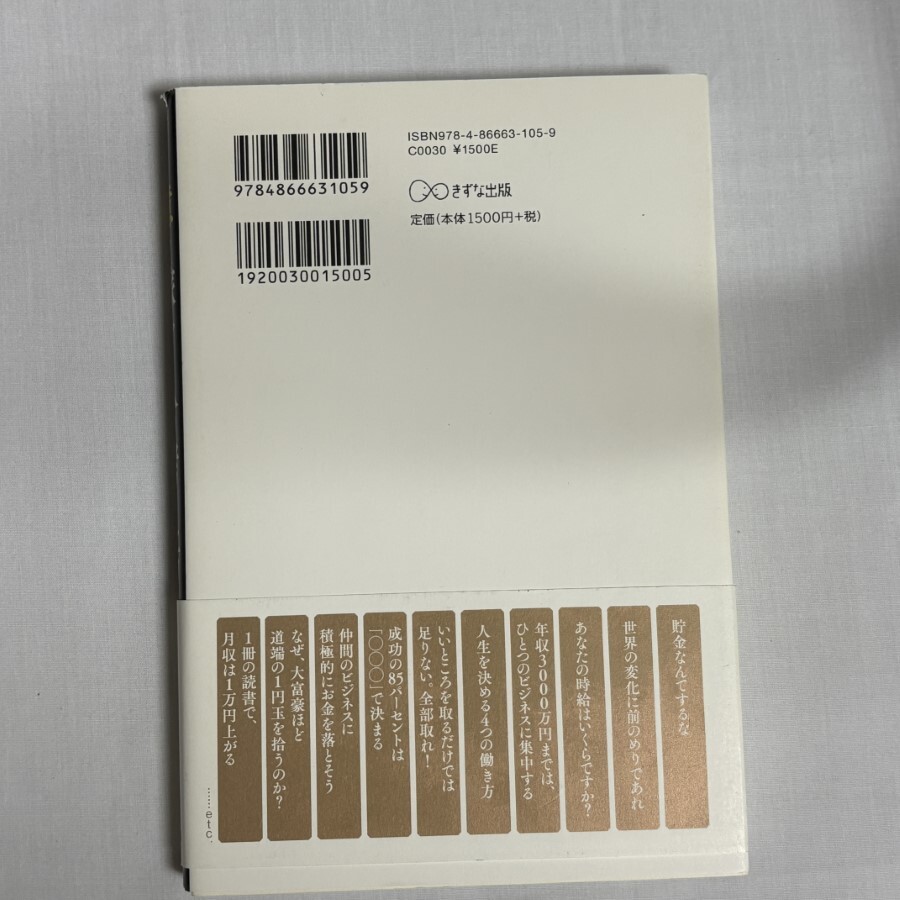 ISBN978-4-86663-105-9
C0030 ¥1500E
9784866631059
きずな出版
定価(本体1500円+税)
1920030015005
貯金なんてするな
世界の変化に前のめりであれ
あなたの時給はいくらですか?
年収3000万円までは、
ひとつのビジネスに集中する
人生を決める4つの働き方
いいところを取るだけでは
足りない。全部取れ!
成功の85パーセントは
「○○○」で決まる
仲間のビジネスに
積極的にお金を落とそう
なぜ、大富豪ほど
道端の1円玉を拾うのか?
1冊の読書で、
月収は1万円上がる
……etc.